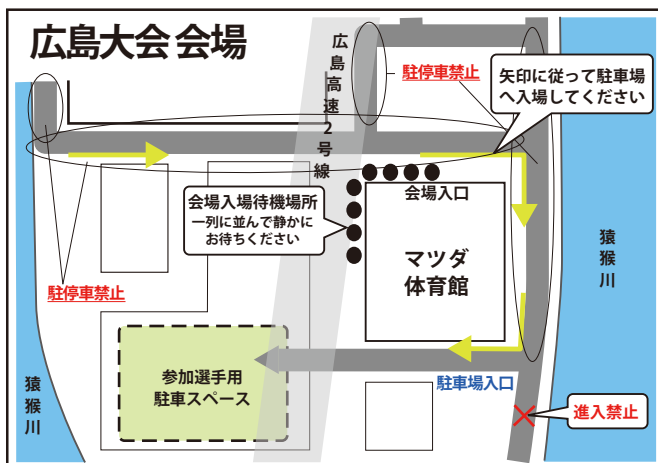 広島大会 会場
広島高速2号線
駐停車禁止
矢印に従って駐車場
へ入場してください
会場入場待機場所
一列に並んで静かに
お待ちください
会場入口
マツダ
体育館
猿猴川
駐停車禁止
参加選手用
駐車スペース
駐車場入口
猿猴川
進入禁止